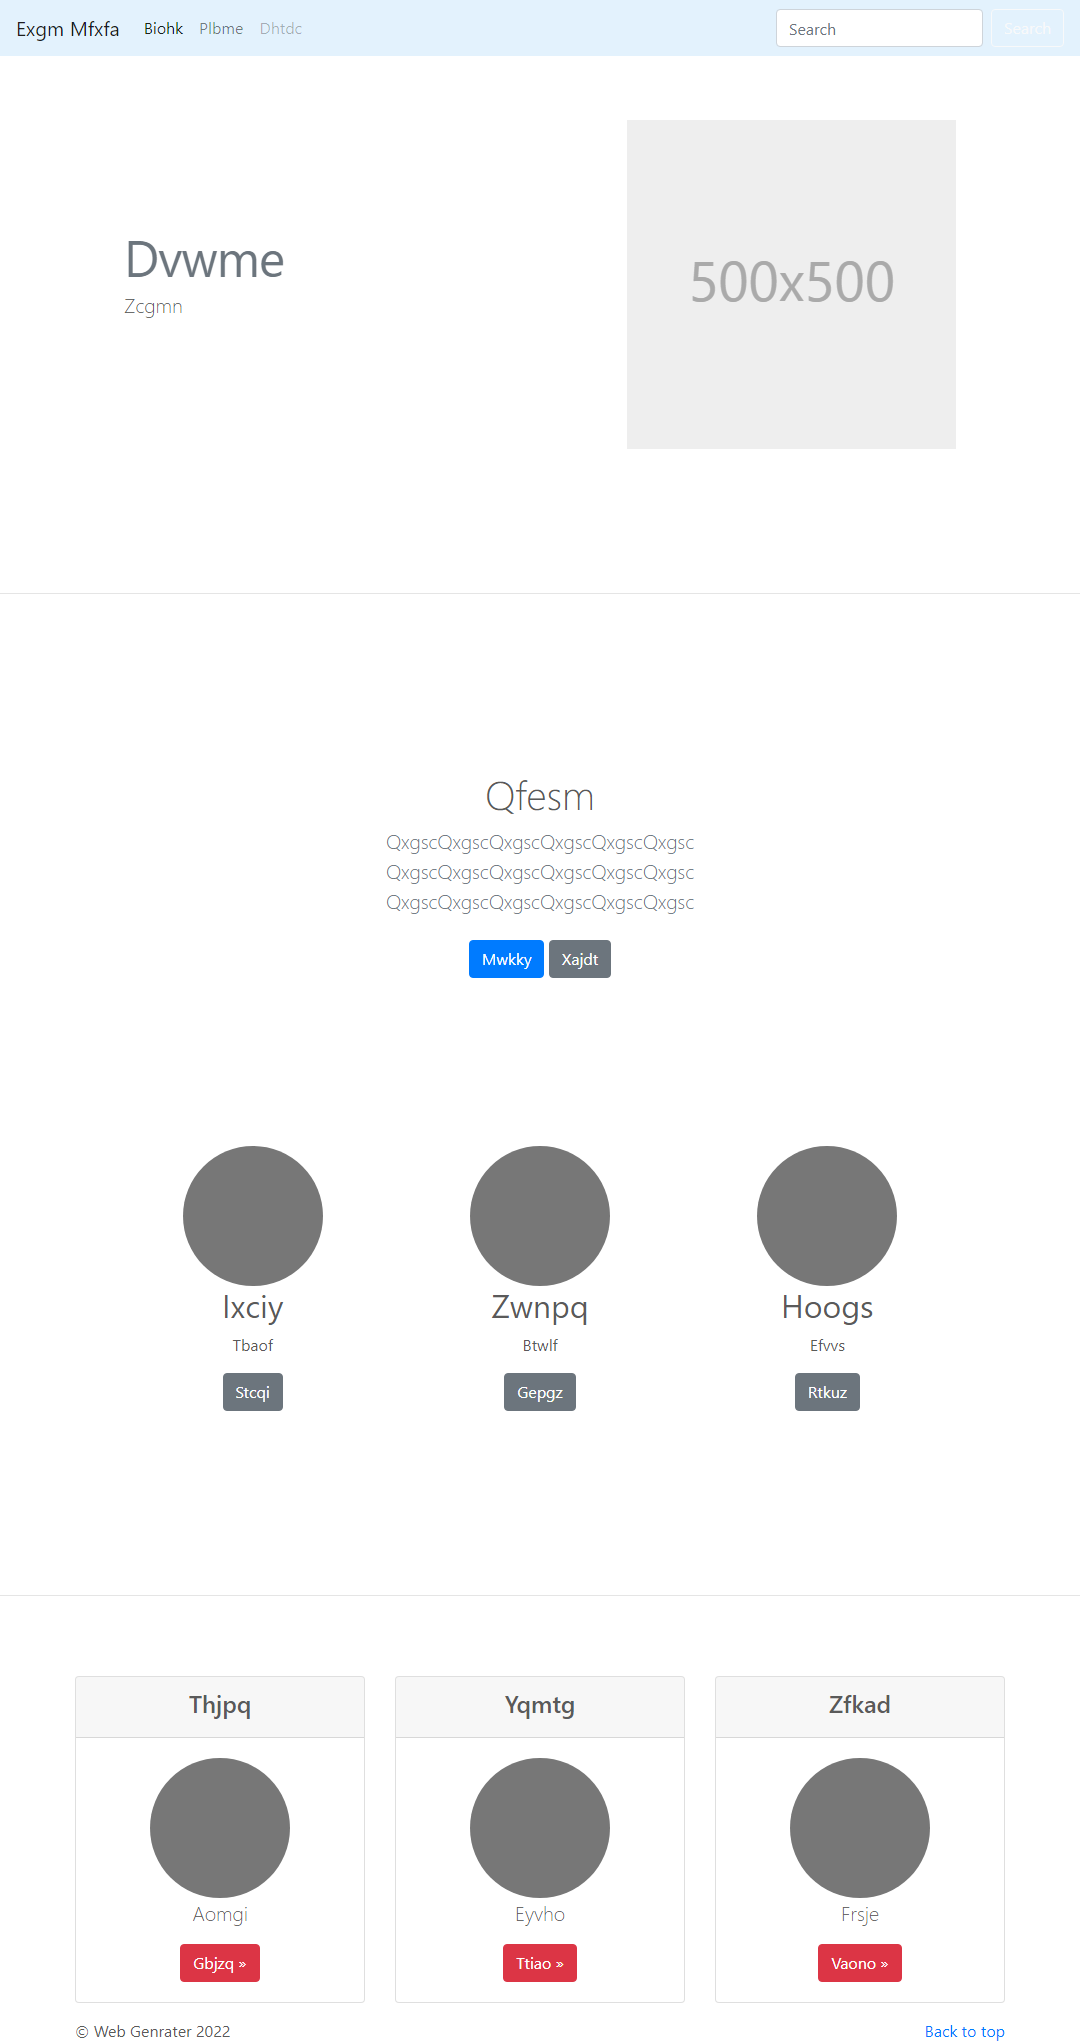 Exgm Mfxfa Biohk Plbme Dhtdc Search Search
Dvwme
Zcgmn
500x500
Qfesm
QxgscQxgscQxgscQxgscQxgscQxgsc
QxgscQxgscQxgscQxgscQxgscQxgsc
QxgscQxgscQxgscQxgscQxgscQxgsc
Mwkky Xajdt
Ixciy Zwnpq Hoogs
Tbaof Btwlf Efvvs
Stcqi Gepgz Rtkuz
Thjpq Yqmtg Zfkad
Aomgi Eyvho Frsje
Gbjzq » Ttiao » Vaono »
© Web Genrater 2022 Back to top